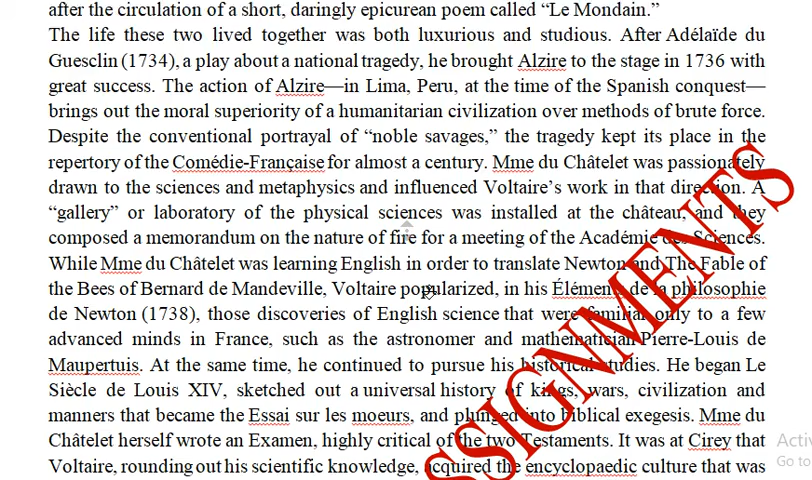 after the circulation of a short, daringly epicurean poem called “Le Mondain.”
The life these two lived together was both luxurious and studious. After Adélaïde du
Guesclin (1734), a play about a national tragedy, he brought Alzire to the stage in 1736 with
great success. The action of Alzire—in Lima, Peru, at the time of the Spanish conquest—
brings out the moral superiority of a humanitarian civilization over methods of brute force.
Despite the conventional portrayal of “noble savages,” the tragedy kept its place in the
repertory of the Comédie-Française for almost a century. Mme du Châtelet was passionately
drawn to the sciences and metaphysics and influenced Voltaire’s work in that direction. A
“gallery” or laboratory of the physical sciences was installed at the château, and they
composed a memorandum on the nature of fire for a meeting of the Académie des Sciences.
While Mme du Châtelet was learning English in order to translate Newton and The Fable of
the Bees of Bernard de Mandeville, Voltaire popularized, in his Éléments de la philosophie
de Newton (1738), those discoveries of English science that were familiar only to a few
advanced minds in France, such as the astronomer and mathematician Pierre-Louis de
Maupertuis. At the same time, he continued to pursue his historical studies. He began Le
Siècle de Louis XIV, sketched out a universal history of kings, wars, civilization and
manners that became the Essai sur les moeurs, and plunged into biblical exegesis. Mme du
Châtelet herself wrote an Examen, highly critical of the two Testaments. It was at Cirey that
Voltaire, rounding out his scientific knowledge, acquired the encyclopaedic culture that was
SSIGNMENTS
Activ
Go to